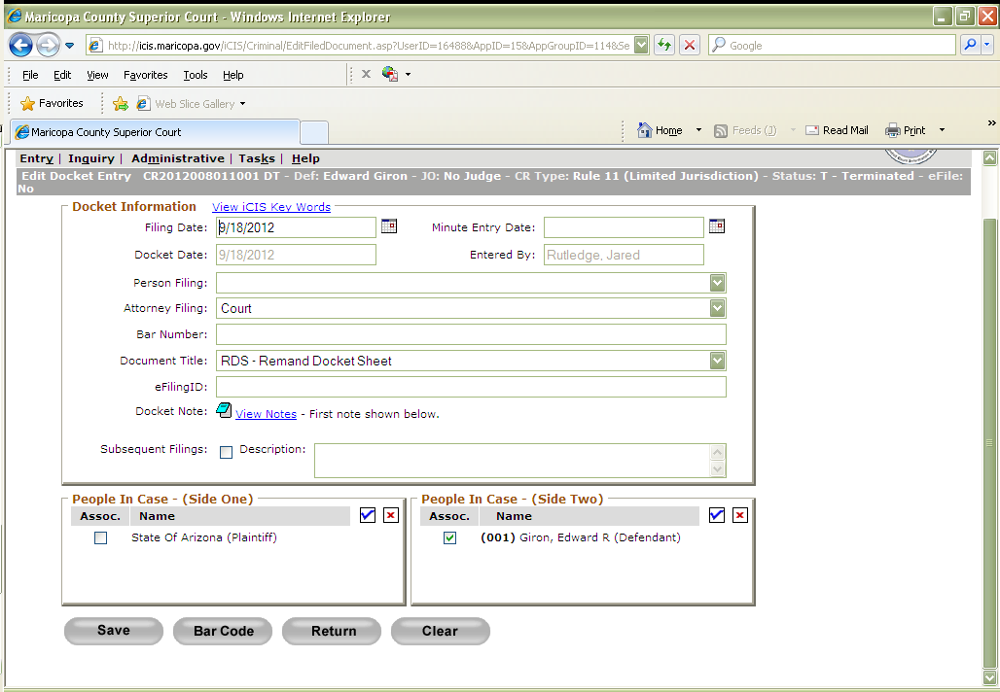 Maricopa County Superior Court - Windows Internet Explorer
http://icis.maricopa.gov/iCIS/Criminal/EditFiledDocument.asp?UserID=16488&AppID=15&AppGroupID=114&Se
Google
File Edit View Favorites Tools Help
Favorites Web Slice Gallery
Maricopa County Superior Court Home Feeds (J) Read Mail Print »
Entry | Inquiry | Administrative | Tasks | Help
Edit Docket Entry CR2012008011001 DT - Def: Edward Giron - JO: No Judge - CR Type: Rule 11 (Limited Jurisdiction) - Status: T - Terminated - eFile:
No
Docket Information View iCIS Key Words
Filing Date: 9/18/2012 Minute Entry Date:
Docket Date: 9/18/2012 Entered By: Rutledge, Jared
Person Filing:
Attorney Filing: Court
Bar Number:
Document Title: RDS - Remand Docket Sheet
eFilingID:
Docket Note: View Notes - First note shown below.
Subsequent Filings: Description:
People In Case - (Side One) People In Case - (Side Two)
Assoc. Name Assoc. Name
State Of Arizona (Plaintiff) (001) Giron, Edward R (Defendant)
Save Bar Code Return Clear